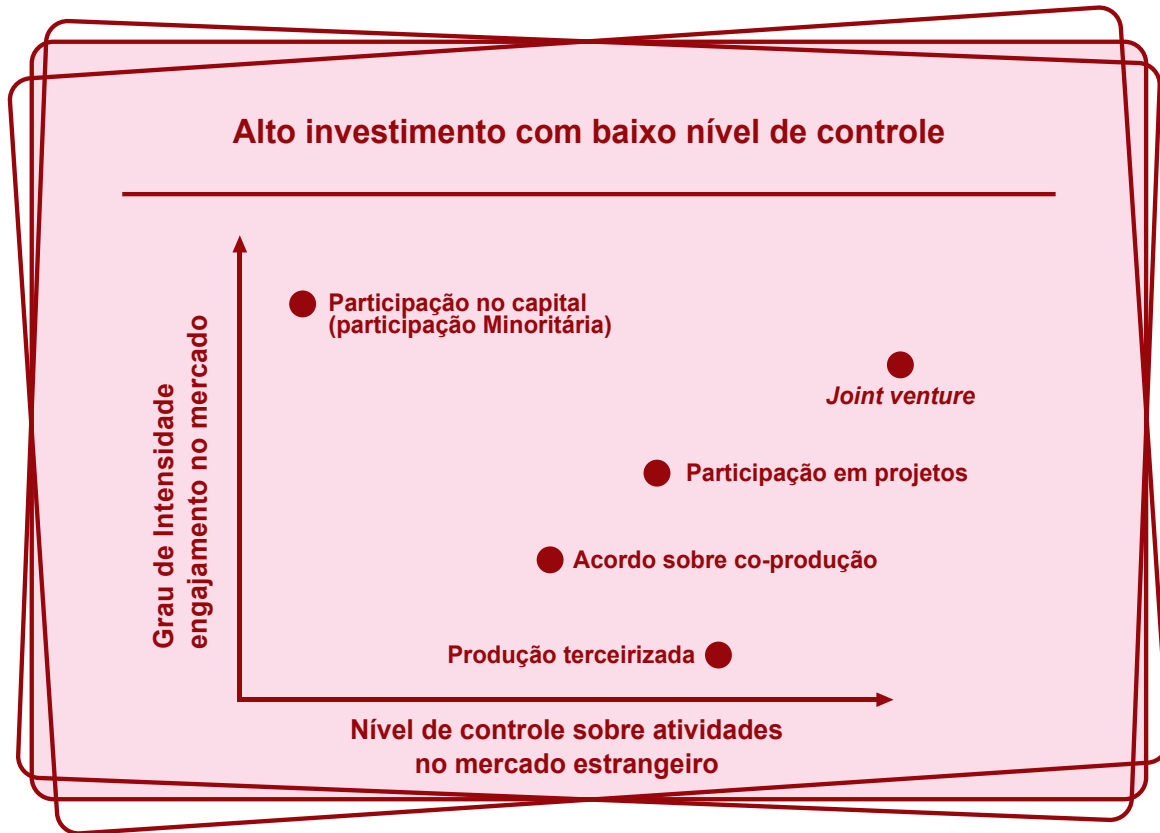 Alto investimento com baixo nível de controle
Participação no capital
(participação Minoritária)
Joint venture
Participação em projetos
Acordo sobre co-produção
Produção terceirizada
Grau de Intensidade
engajamento no mercado
Nível de controle sobre atividades
no mercado estrangeiro